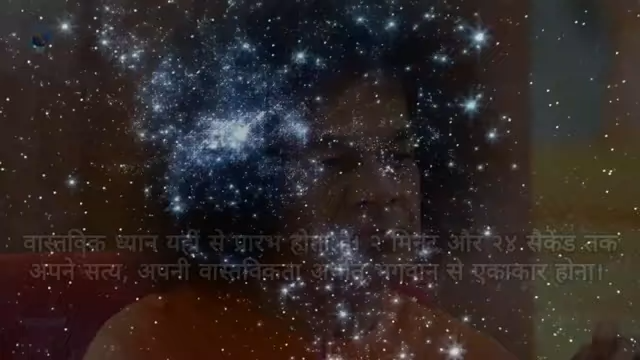 वास्तविक ध्यान यहीं से प्रारंभ होता है। २ मिनट और २४ सैकेंड तक
अपने सत्य, अपनी वास्तविकता अर्थात भगवान से एकाकार होना।